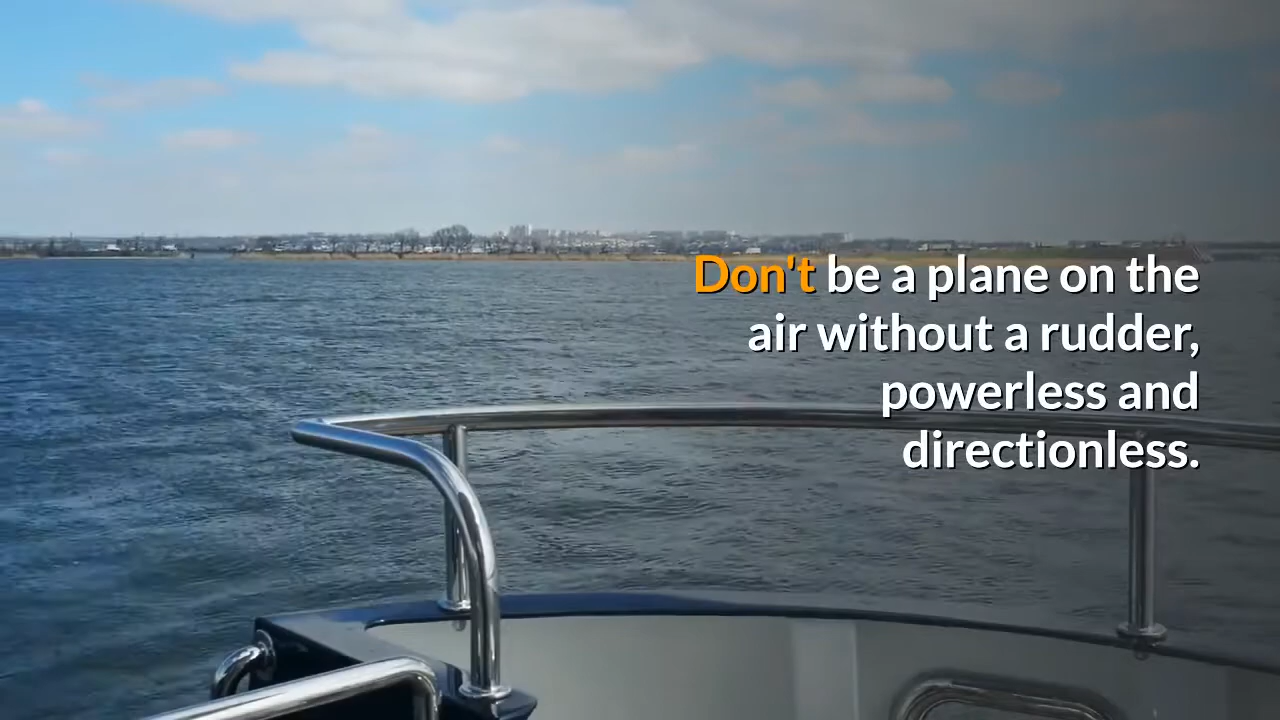 Don't be a plane on the
air without a rudder,
powerless and
directionless.